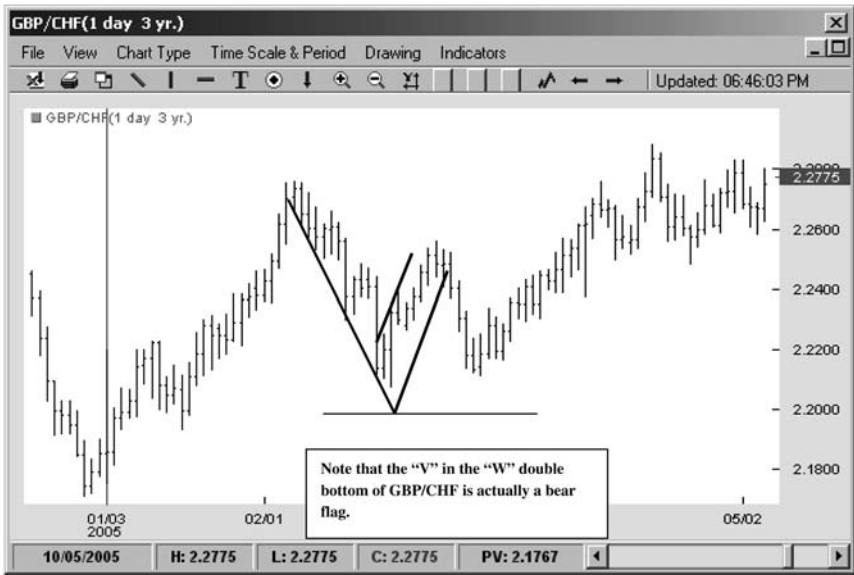 GBP/CHF(1 day 3 yr.)
File View Chart Type Time Scale & Period Drawing Indicators
T Updated: 06:46:03 PM
GBP/CHF(1 day 3 yr.)
2.2775
2.2600
2.2400
2.2200
2.2000
2.1800
Note that the “V” in the “W” double
bottom of GBP/CHF is actually a bear
flag.
01/03 02/01 05/02
2005
10/05/2005 H: 2.2775 L: 2.2775 C: 2.2775 PV: 2.1767